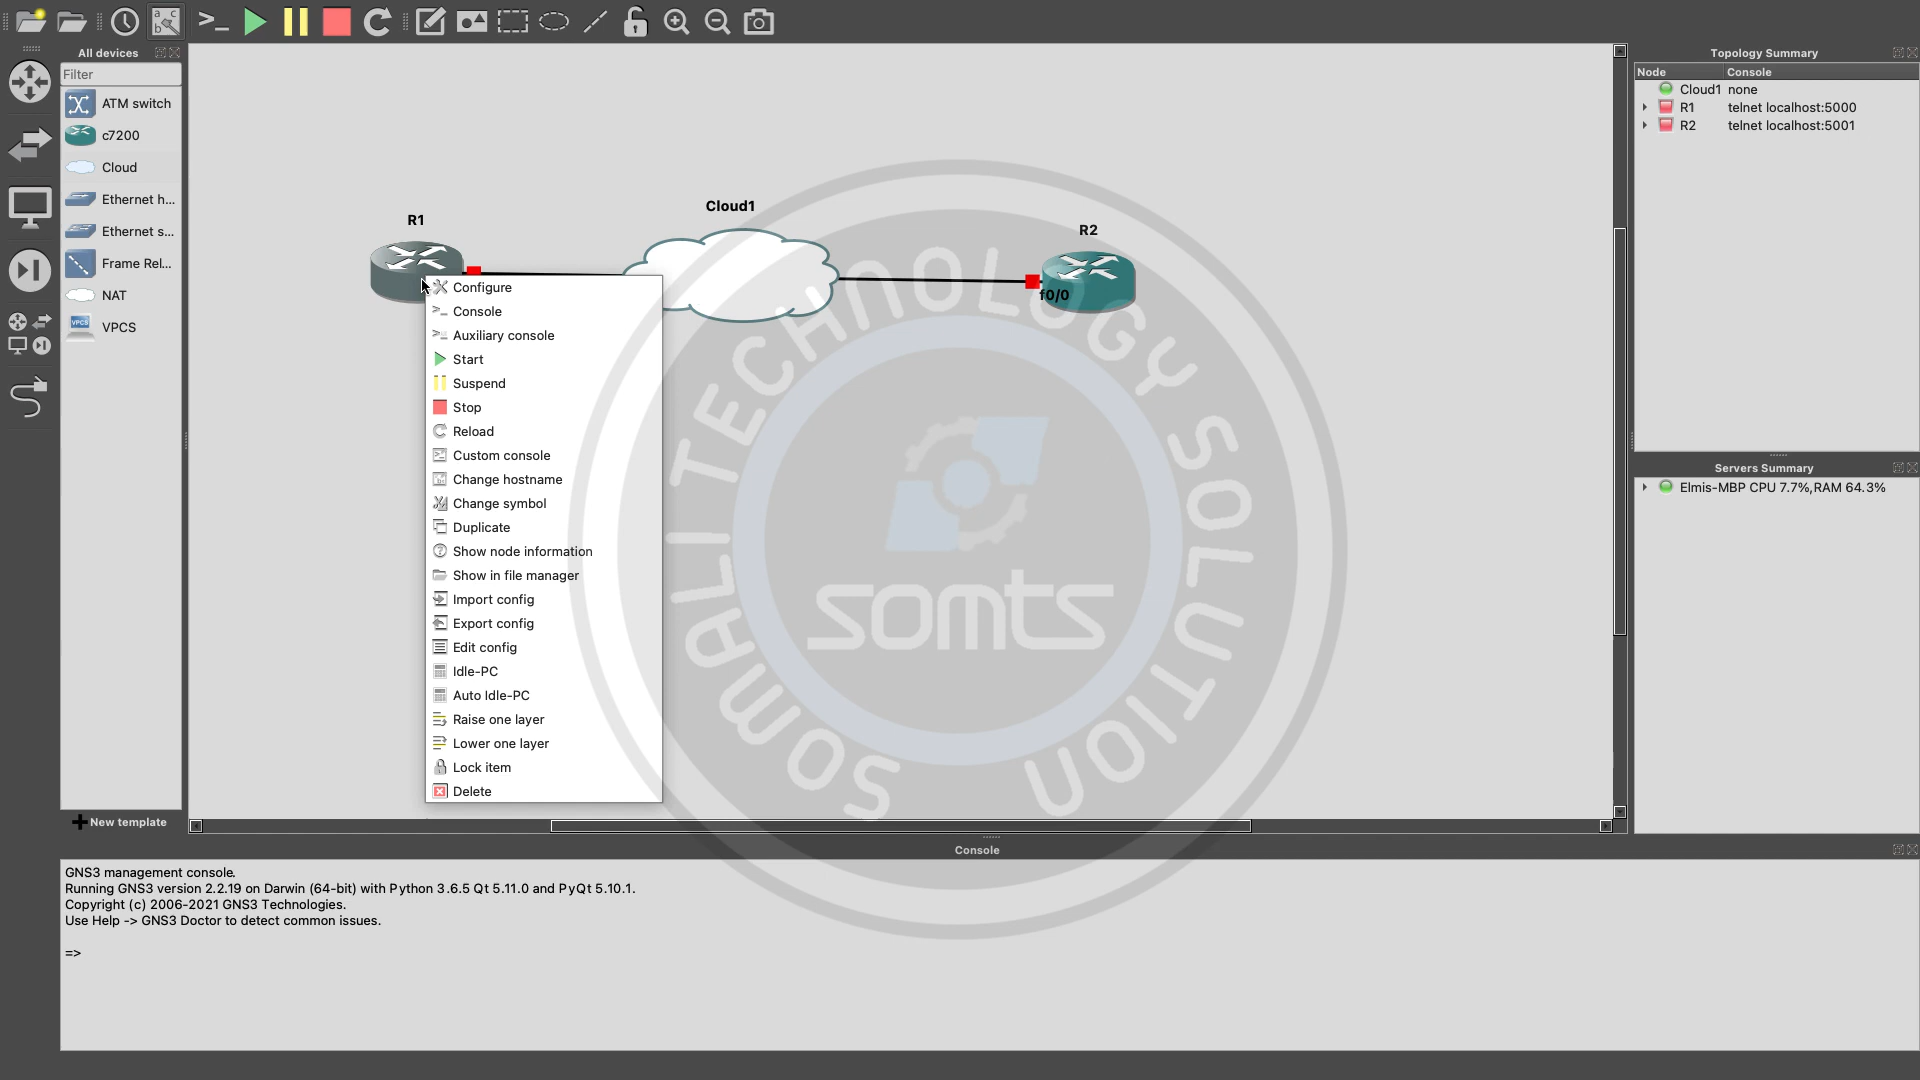 All devices
Filter
ATM switch
c7200
Cloud
Ethernet h...
Ethernet s...
Frame Rel...
NAT
VPCS
New template
R1
Cloud1
R2
f0/0
Configure
Console
Auxiliary console
Start
Suspend
Stop
Reload
Custom console
Change hostname
Change symbol
Duplicate
Show node information
Show in file manager
Import config
Export config
Edit config
Idle-PC
Auto Idle-PC
Raise one layer
Lower one layer
Lock item
Delete
SOMALI TECHNOLOGY SOLUTION
somts
Topology Summary
Node Console
Cloud1 none
R1 telnet localhost:5000
R2 telnet localhost:5001
Servers Summary
Elmis-MBP CPU 7.7%,RAM 64.3%
Console
GNS3 management console.
Running GNS3 version 2.2.19 on Darwin (64-bit) with Python 3.6.5 Qt 5.11.0 and PyQt 5.10.1.
Copyright (c) 2006-2021 GNS3 Technologies.
Use Help -> GNS3 Doctor to detect common issues.
=>